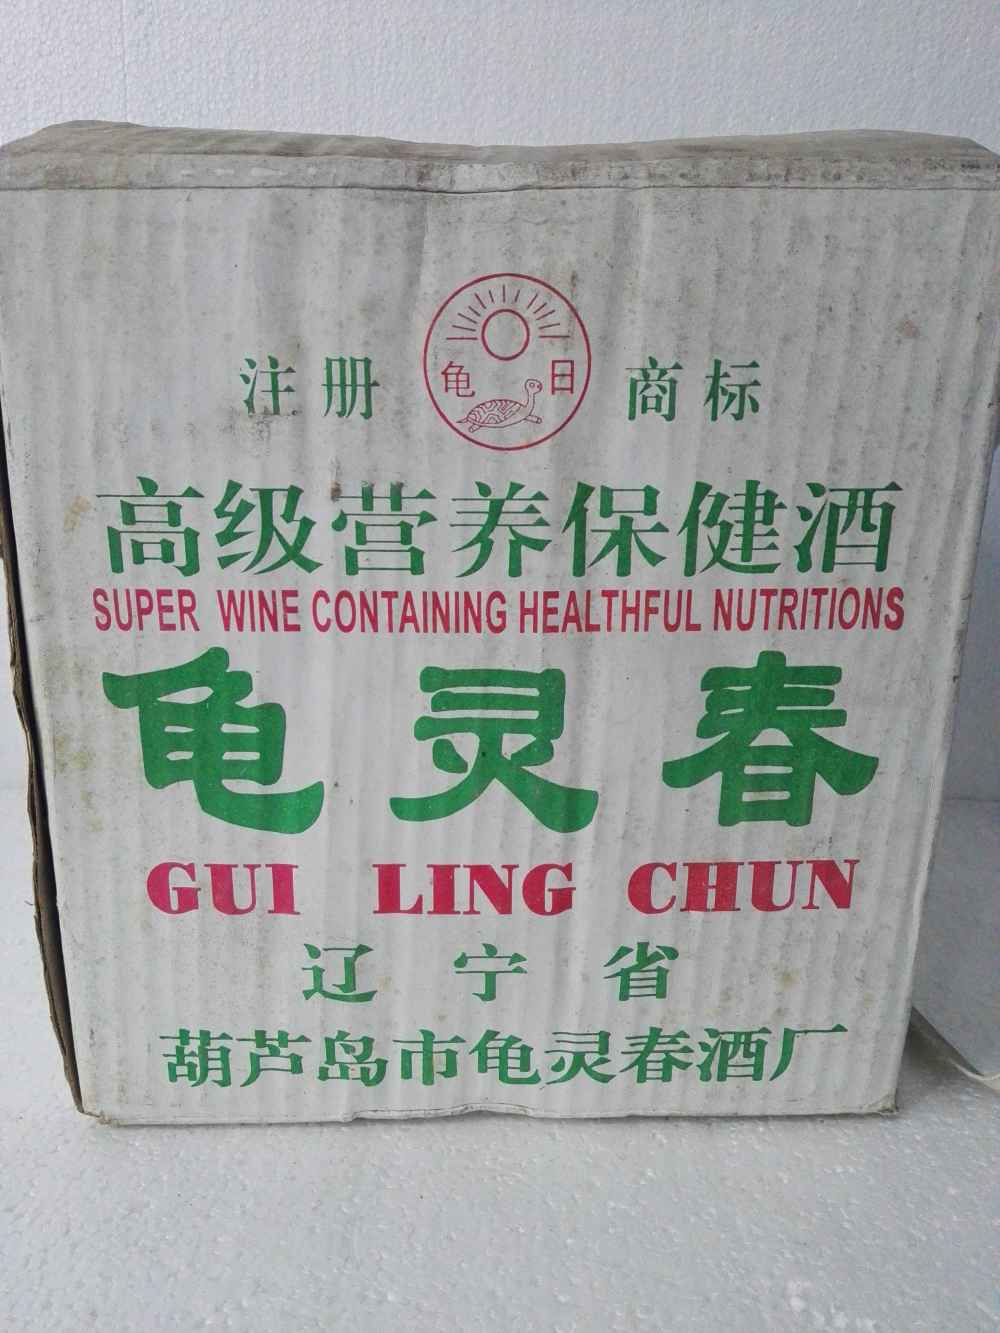 注册 龟日 商标
高级营养保健酒
SUPER WINE CONTAINING HEALTHFUL NUTRITIONS
龟灵春
GUI LING CHUN
辽宁省
葫芦岛市龟灵春酒厂